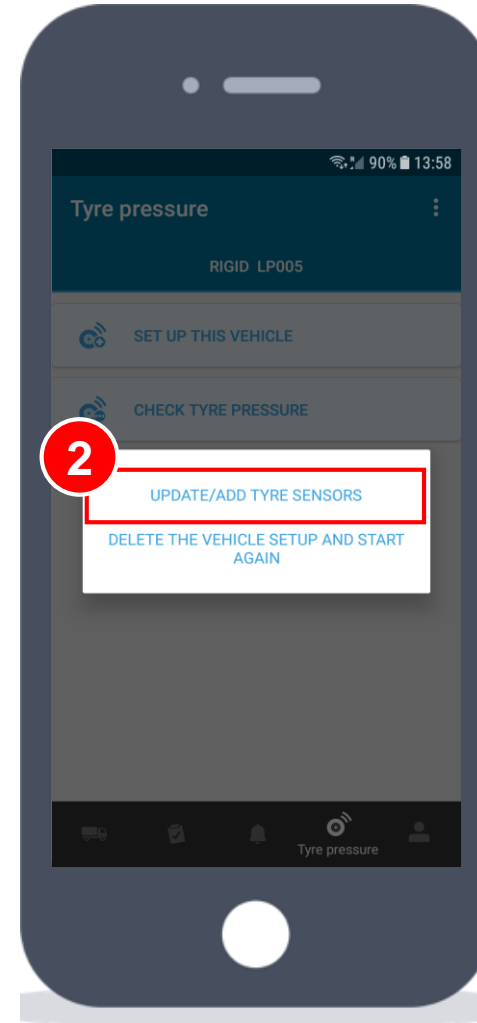 90% 13:58
Tyre pressure
RIGID LP005
SET UP THIS VEHICLE
CHECK TYRE PRESSURE
2
UPDATE/ADD TYRE SENSORS
DELETE THE VEHICLE SETUP AND START
AGAIN
Tyre pressure